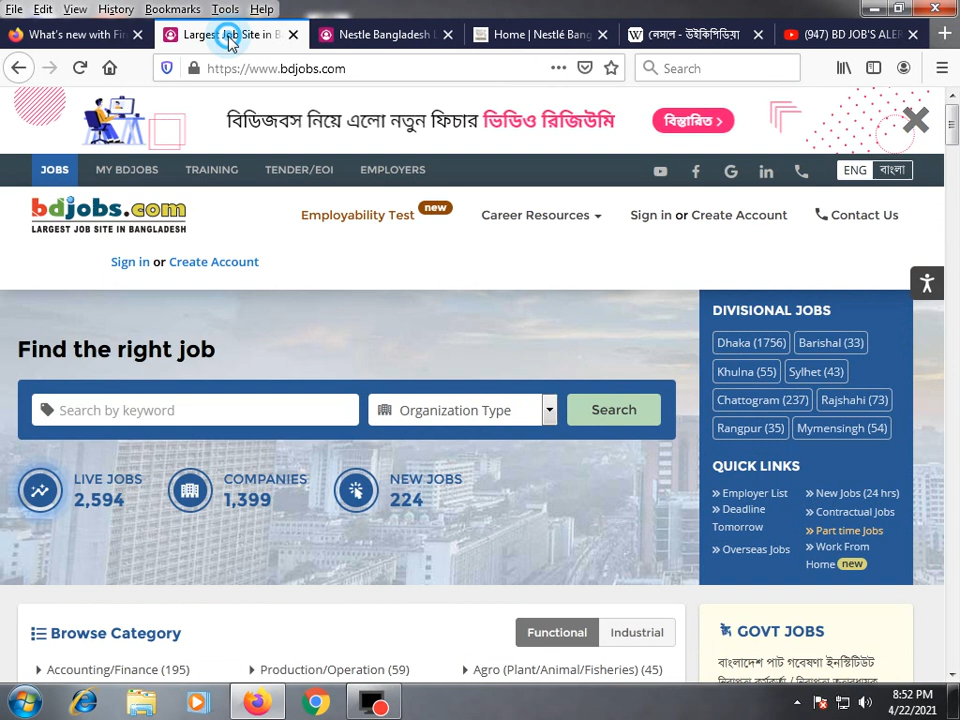 File Edit View History Bookmarks Tools Help
What's new with Fir
Largest Job Site in B
Nestle Bangladesh L
Home | Nestlé Bang
নেসলে - উইকিপিডিয়া
(947) BD JOB'S ALER
https://www.bdjobs.com
Search
বিডিজবস নিয়ে এলো নতুন ফিচার ভিডিও রিজিউমি
বিস্তারিত >
JOBS MY BDJOBS TRAINING TENDER/EOI EMPLOYERS
ENG বাংলা
bdjobs.com
LARGEST JOB SITE IN BANGLADESH
Employability Test new
Career Resources
Sign in or Create Account
Contact Us
Sign in or Create Account
Find the right job
Search by keyword
Organization Type
Search
LIVE JOBS
2,594
COMPANIES
1,399
NEW JOBS
224
DIVISIONAL JOBS
Dhaka (1756) Barishal (33)
Khulna (55) Sylhet (43)
Chattogram (237) Rajshahi (73)
Rangpur (35) Mymensingh (54)
QUICK LINKS
» Employer List
» Deadline
Tomorrow
» Overseas Jobs
» New Jobs (24 hrs)
» Contractual Jobs
» Part time Jobs
» Work From
Home new
Browse Category
Functional Industrial
Accounting/Finance (195)
Production/Operation (59)
Agro (Plant/Animal/Fisheries) (45)
GOVT JOBS
বাংলাদেশ পাট গবেষণা ইনস্টিটিউট
8:52 PM
4/22/2021